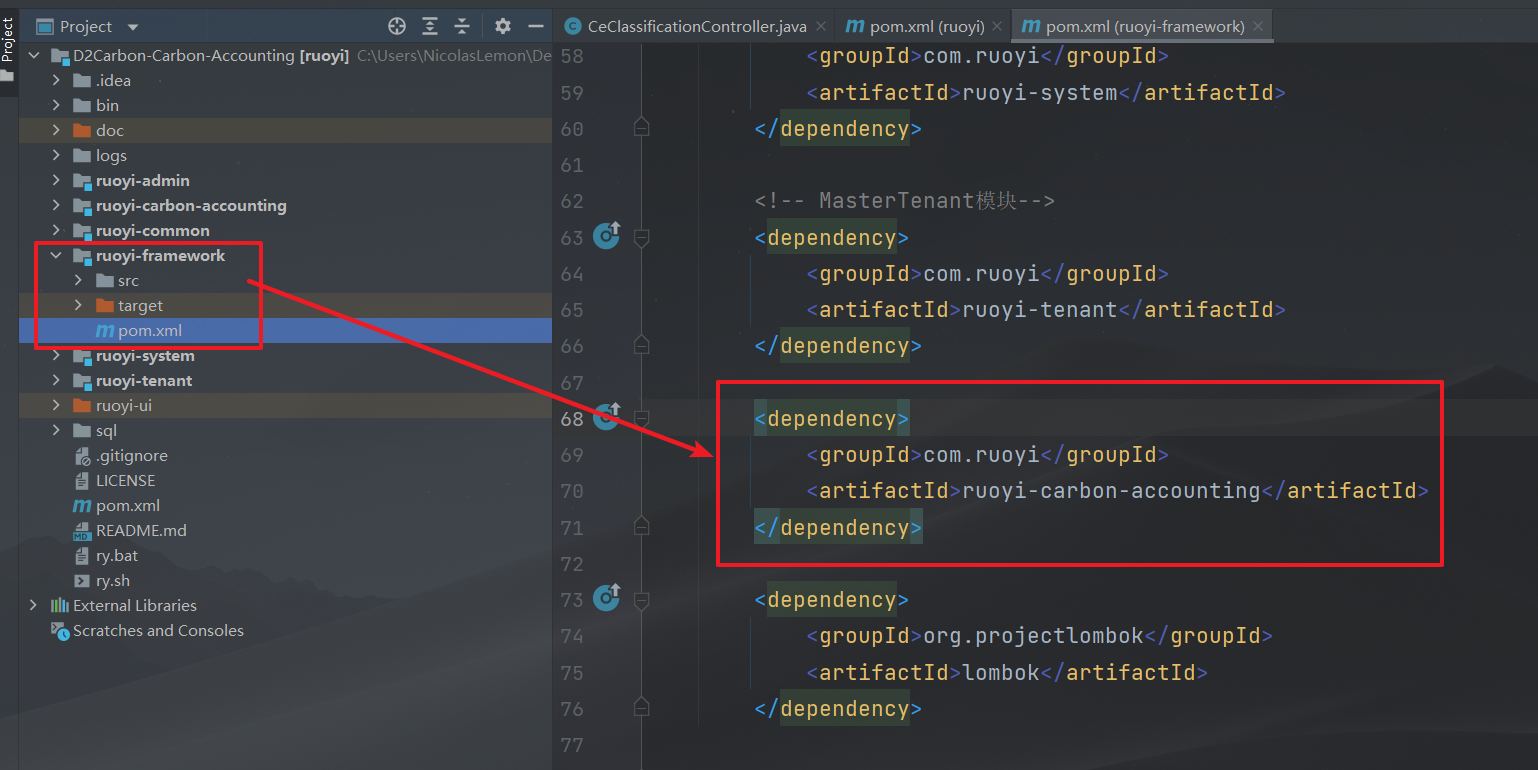 Project
Project
D2Carbon-Carbon-Accounting [ruoyi] C:\Users\NicolasLemon\De
.idea
bin
doc
logs
ruoyi-admin
ruoyi-carbon-accounting
ruoyi-common
ruoyi-framework
src
target
pom.xml
ruoyi-system
ruoyi-tenant
ruoyi-ui
sql
.gitignore
LICENSE
pom.xml
README.md
ry.bat
ry.sh
External Libraries
Scratches and Consoles
CeClassificationController.java
pom.xml (ruoyi)
pom.xml (ruoyi-framework)
58 <groupId>com.ruoyi</groupId>
59 <artifactId>ruoyi-system</artifactId>
60 </dependency>
61
62 <!-- MasterTenant模块-->
63 <dependency>
64 <groupId>com.ruoyi</groupId>
65 <artifactId>ruoyi-tenant</artifactId>
66 </dependency>
67
68 <dependency>
69 <groupId>com.ruoyi</groupId>
70 <artifactId>ruoyi-carbon-accounting</artifactId>
71 </dependency>
72
73 <dependency>
74 <groupId>org.projectlombok</groupId>
75 <artifactId>lombok</artifactId>
76 </dependency>
77